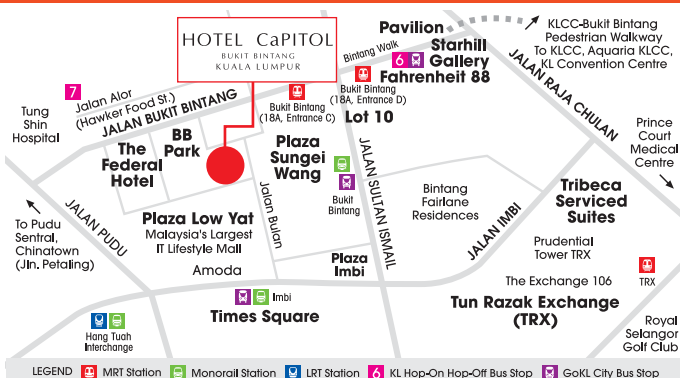 HOTEL CaPITOL
BUKIT BINTANG
KUALA LUMPUR
Pavilion
Starhill
Gallery
6
Fahrenheit 88
Bintang Walk
KLCC-Bukit Bintang
Pedestrian Walkway
To KLCC, Aquaria KLCC,
KL Convention Centre
JALAN RAJA CHULAN
7
Jalan Alor
(Hawker Food St.)
JALAN BUKIT BINTANG
Tung
Shin
Hospital
Bukit Bintang
(18A, Entrance C)
Bukit Bintang
(18A, Entrance D)
Lot 10
Prince
Court
Medical
Centre
The
Federal
Hotel
BB
Park
Plaza
Sungei
Wang
Bukit
Bintang
JALAN SULTAN ISMAIL
Bintang
Fairlane
Residences
Tribeca
Serviced
Suites
JALAN PUDU
To Pudu
Sentral,
Chinatown
(Jln. Petaling)
Plaza Low Yat
Malaysia's Largest
IT Lifestyle Mall
Jalan Bulan
Amoda
Plaza
Imbi
JALAN IMBI
Prudential
Tower TRX
The Exchange 106
TRX
Tun Razak Exchange
(TRX)
Imbi
Times Square
Hang Tuah
Interchange
Royal
Selangor
Golf Club
LEGEND MRT Station Monorail Station LRT Station 6 KL Hop-On Hop-Off Bus Stop GoKL City Bus Stop